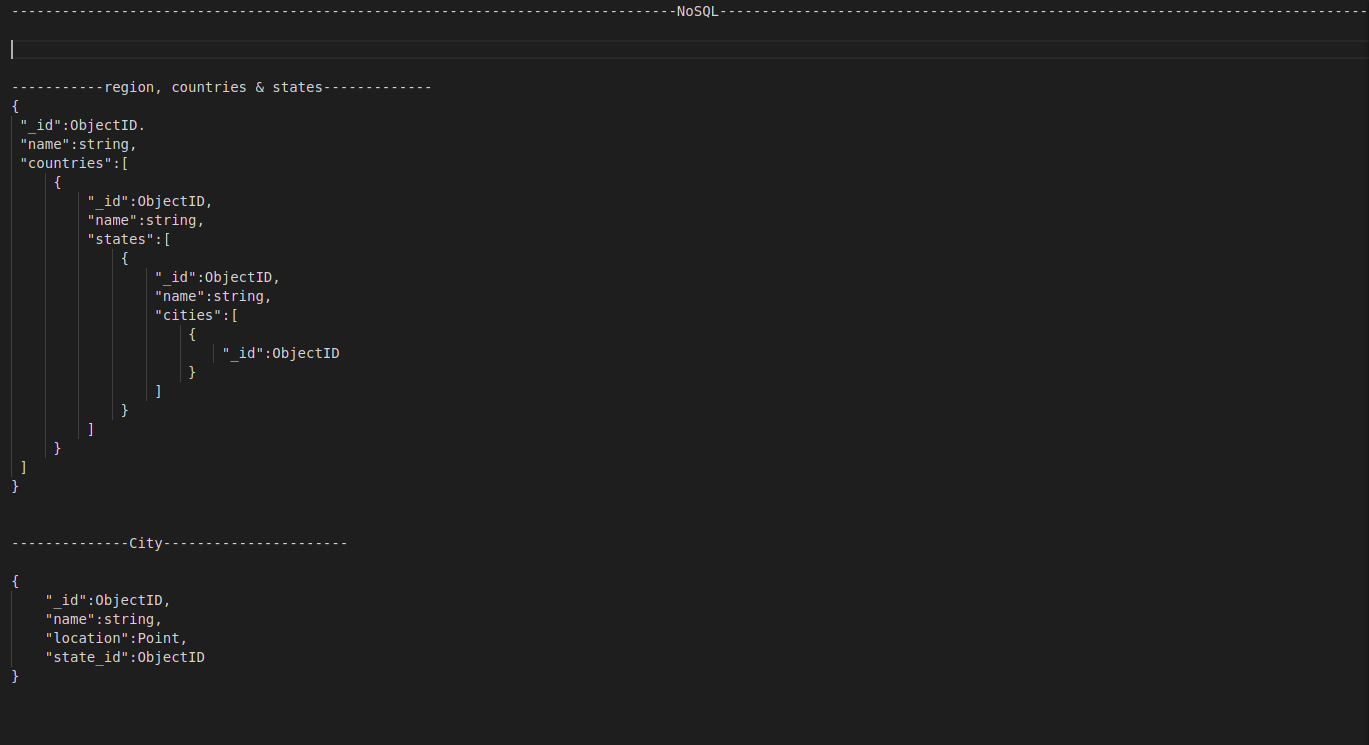 -------------------------------------------------------------------------------NoSQL-----------------------------------------------------------------------------
-----------region, countries & states-------------
{
"_id":ObjectID.
"name":string,
"countries":[
{
"_id":ObjectID,
"name":string,
"states":[
{
"_id":ObjectID,
"name":string,
"cities":[
{
"_id":ObjectID
}
]
}
]
}
]
}
--------------City----------------------
{
"_id":ObjectID,
"name":string,
"location":Point,
"state_id":ObjectID
}